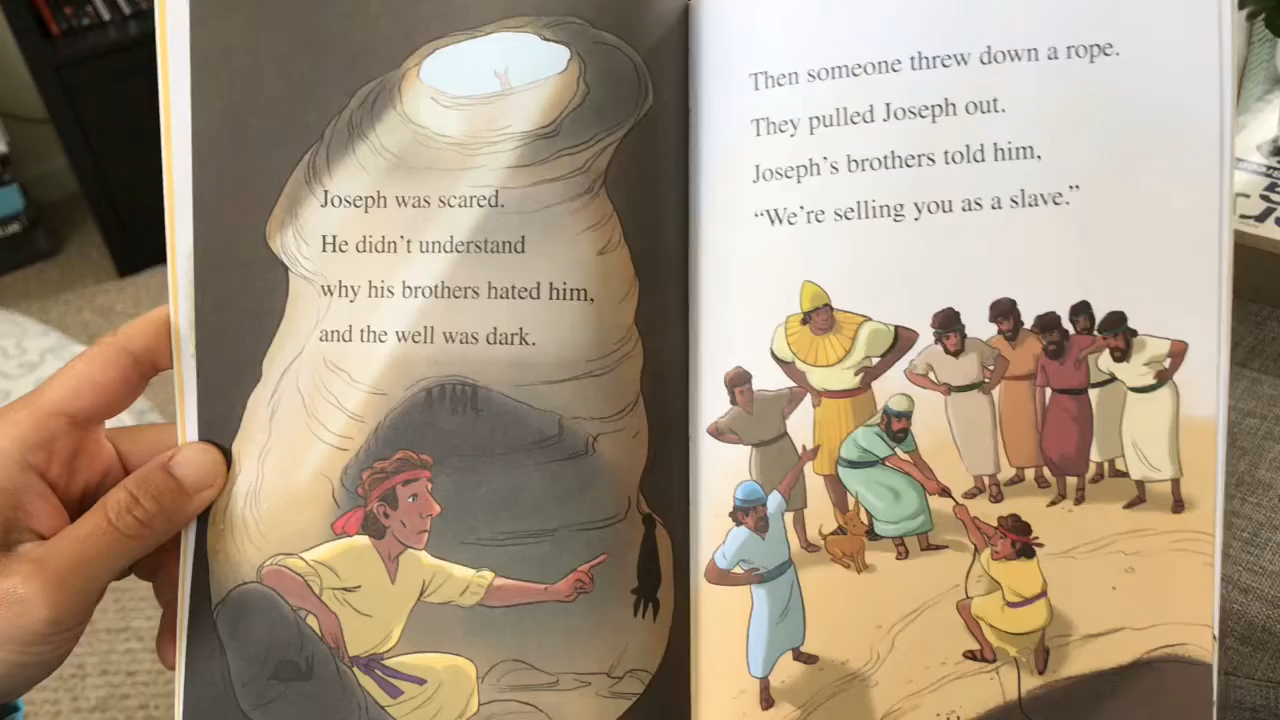 Joseph was scared.
He didn't understand
why his brothers hated him,
and the well was dark.
Then someone threw down a rope.
They pulled Joseph out.
Joseph's brothers told him,
“We're selling you as a slave.”